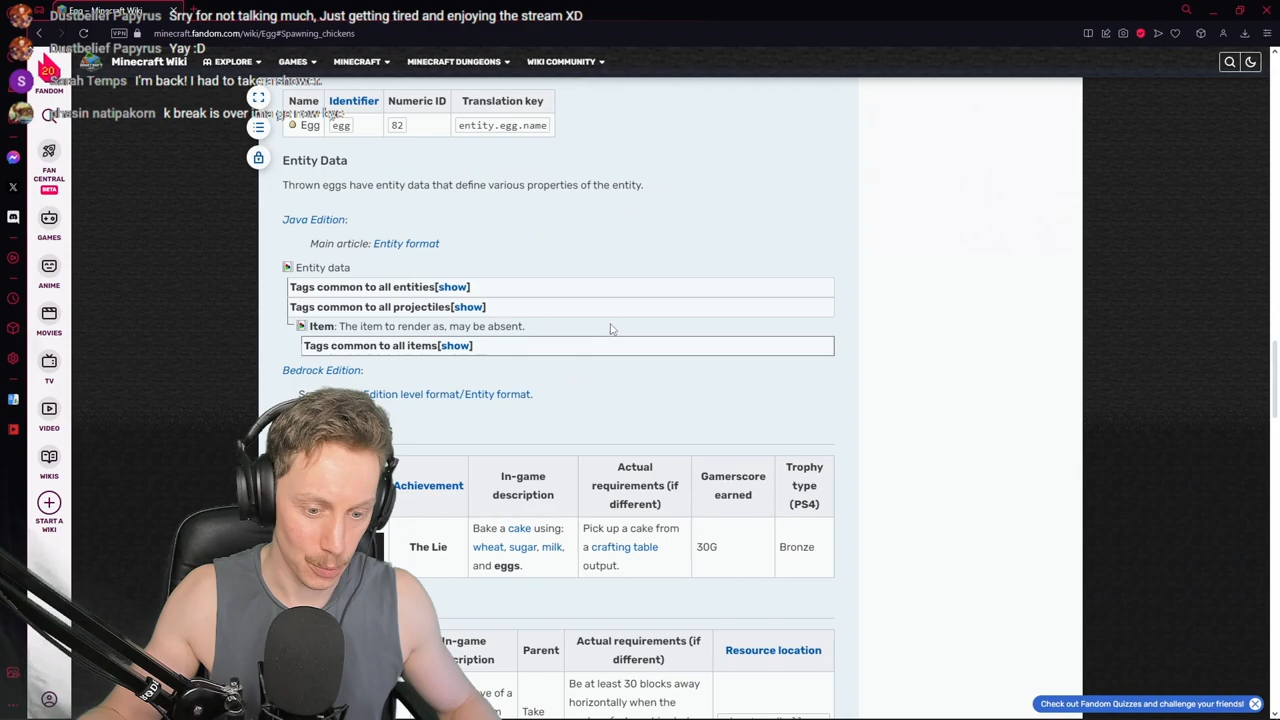 Dustbelief Papyrus Srry for not talking much, Just getting tired and enjoying the stream XD
Egg – Minecraft Wiki
VPN
minecraft.fandom.com/wiki/Egg#Spawning_chickens
Dustbelief Papyrus Yay :D
20
FANDOM
Minecraft Wiki
EXPLORE
GAMES
MINECRAFT
MINECRAFT DUNGEONS
WIKI COMMUNITY
S
Sarah Temps I'm back! I had to take a shower.
phasin natipakorn k break is over
FAN CENTRAL
BETA
GAMES
ANIME
MOVIES
TV
VIDEO
WIKIS
START A WIKI
Name Identifier Numeric ID Translation key
Egg egg 82 entity.egg.name
Entity Data
Thrown eggs have entity data that define various properties of the entity.
Java Edition:
Main article: Entity format
Entity data
Tags common to all entities[show]
Tags common to all projectiles[show]
Item: The item to render as, may be absent.
Tags common to all items[show]
Bedrock Edition:
Edition level format/Entity format.
Achievement
In-game description
Actual requirements (if different)
Gamerscore earned
Trophy type (PS4)
The Lie
Bake a cake using: wheat, sugar, milk, and eggs.
Pick up a cake from a crafting table output.
30G
Bronze
In-game
Parent
Actual requirements (if different)
Resource location
Take
Be at least 30 blocks away
horizontally when the
Check out Fandom Quizzes and challenge your friends!